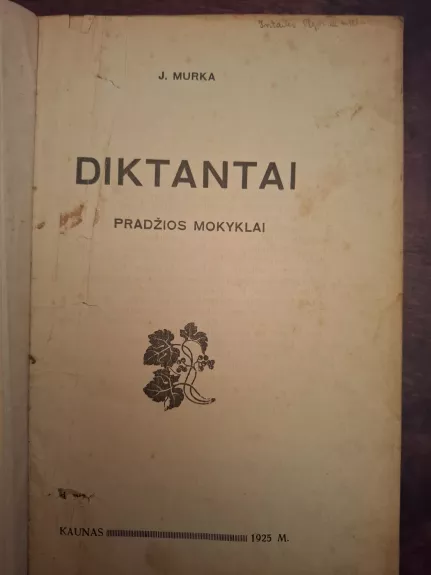 J. MURKA
DIKTANTAI
PRADŽIOS MOKYKLAI
KAUNAS 1925 M.